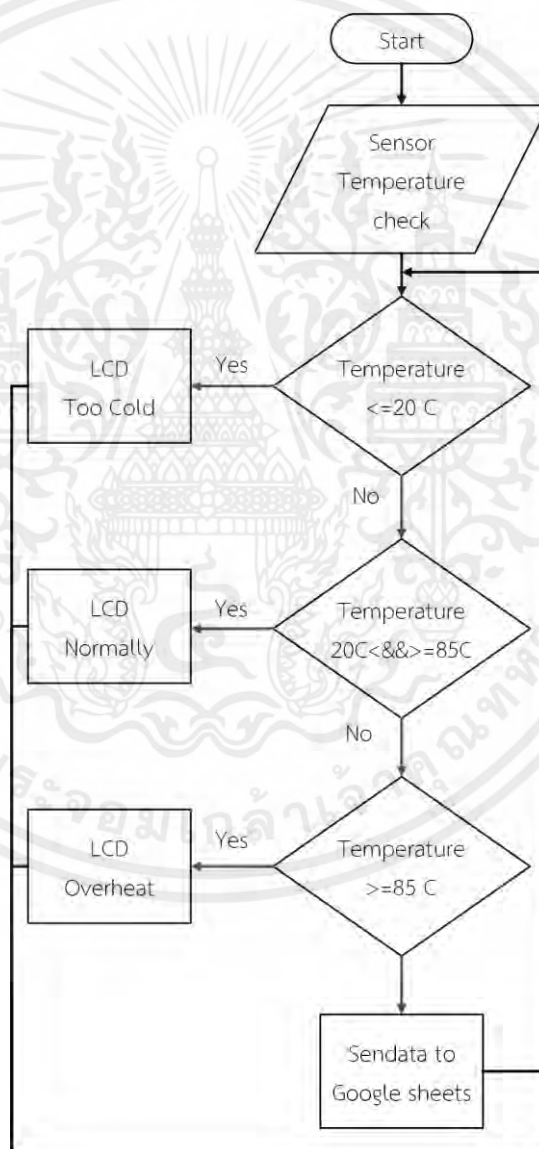 Start
Sensor
Temperature
check
Temperature
<=20 C
Yes
LCD
Too Cold
No
Temperature
20C<&&>=85C
Yes
LCD
Normally
No
Temperature
>=85 C
Yes
LCD
Overheat
Sendata to
Google sheets